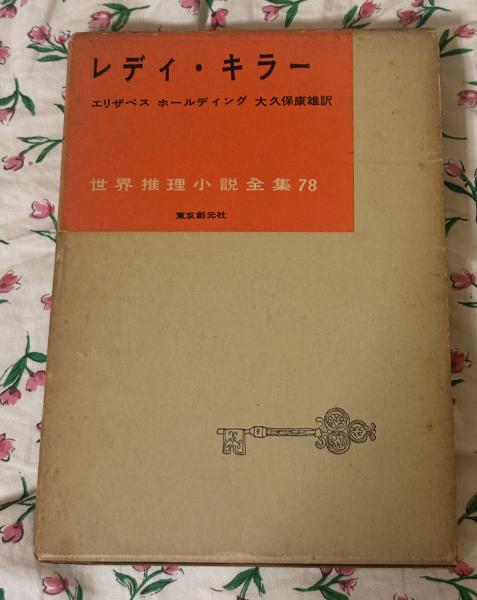 レディ・キラー
エリザベス ホールディング 大久保康雄訳
世界推理小説全集78
東京創元社